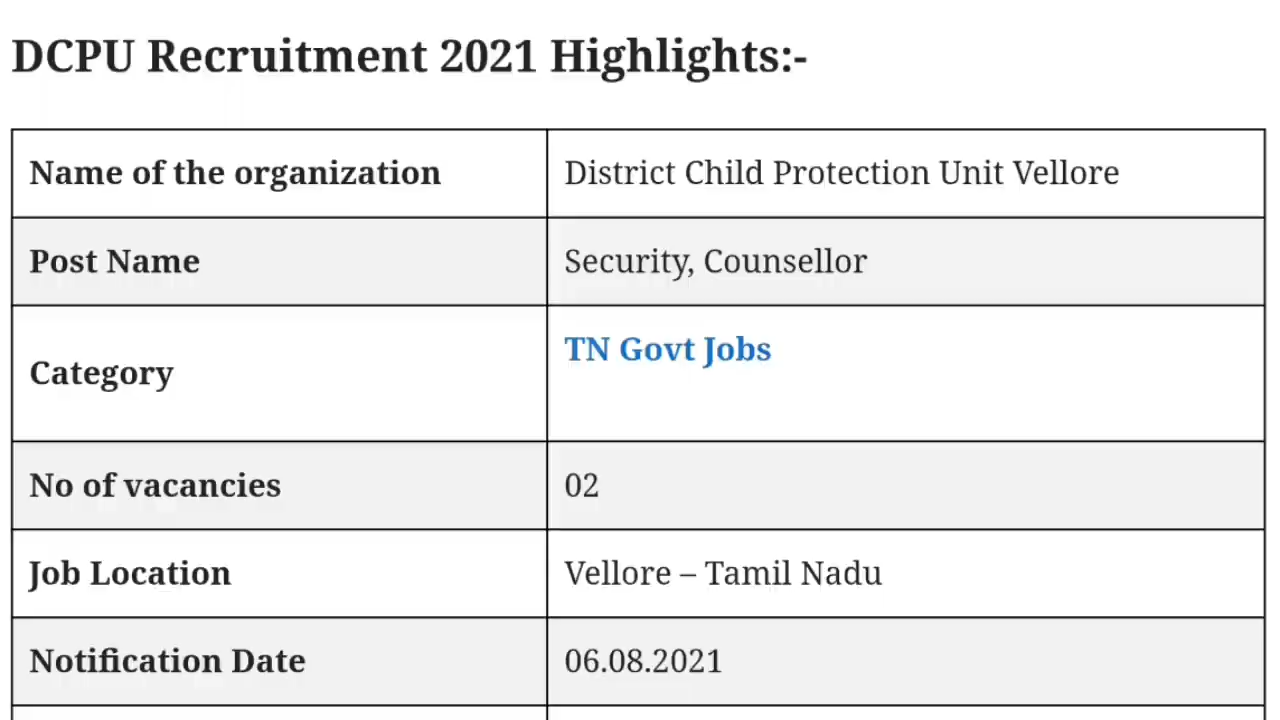 DCPU Recruitment 2021 Highlights:-
Name of the organization District Child Protection Unit Vellore
Post Name Security, Counsellor
Category TN Govt Jobs
No of vacancies 02
Job Location Vellore – Tamil Nadu
Notification Date 06.08.2021